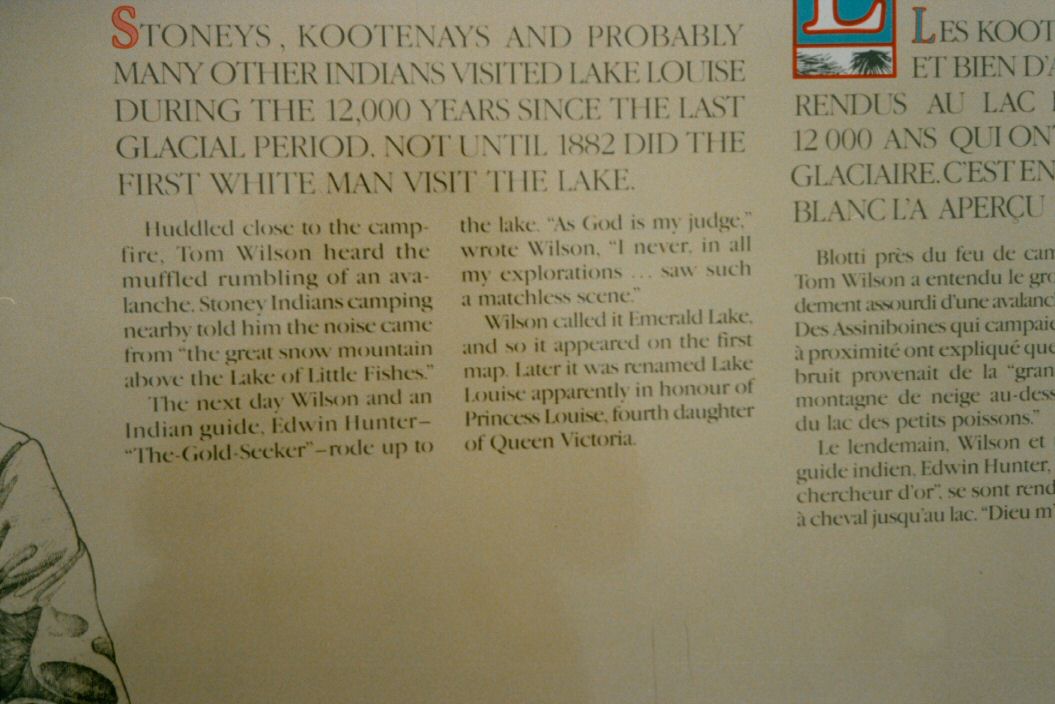 STONEYS, KOOTENAYS AND PROBABLY
MANY OTHER INDIANS VISITED LAKE LOUISE
DURING THE 12,000 YEARS SINCE THE LAST
GLACIAL PERIOD. NOT UNTIL 1882 DID THE
FIRST WHITE MAN VISIT THE LAKE.
Huddled close to the camp-
fire, Tom Wilson heard the
muffled rumbling of an ava-
lanche. Stoney Indians camping
nearby told him the noise came
from "the great snow mountain
above the Lake of Little Fishes."
The next day Wilson and an
Indian guide, Edwin Hunter–
"The-Gold-Seeker"–rode up to
the lake. "As God is my judge,"
wrote Wilson, "I never, in all
my explorations ... saw such
a matchless scene."
Wilson called it Emerald Lake,
and so it appeared on the first
map. Later it was renamed Lake
Louise apparently in honour of
Princess Louise, fourth daughter
of Queen Victoria.
L
LES KOOT
ET BIEN D'A
RENDUS AU LAC
12 000 ANS QUI ON
GLACIAIRE. C'EST EN
BLANC L'A APERÇU
Blotti près du feu de cam
Tom Wilson a entendu le gro
dement assourdi d'une avalanc
Des Assiniboines qui campaie
à proximité ont expliqué que
bruit provenait de la "gran
montagne de neige au-dess
du lac des petits poissons."
Le lendemain, Wilson et
guide indien, Edwin Hunter,
chercheur d'or", se sont rend
à cheval jusqu'au lac. "Dieu m'